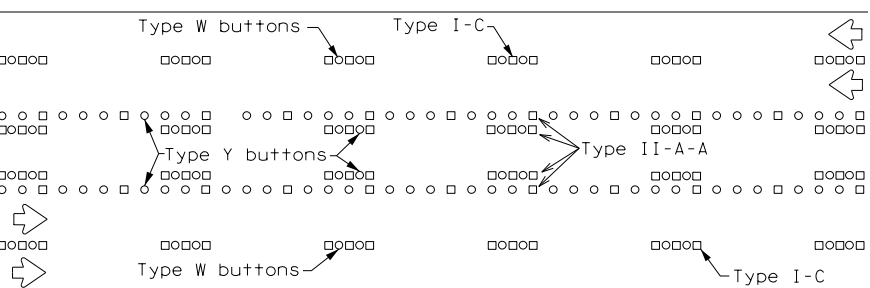 Type W buttons
Type I-C
Type Y buttons
Type II-A-A
Type W buttons
Type I-C